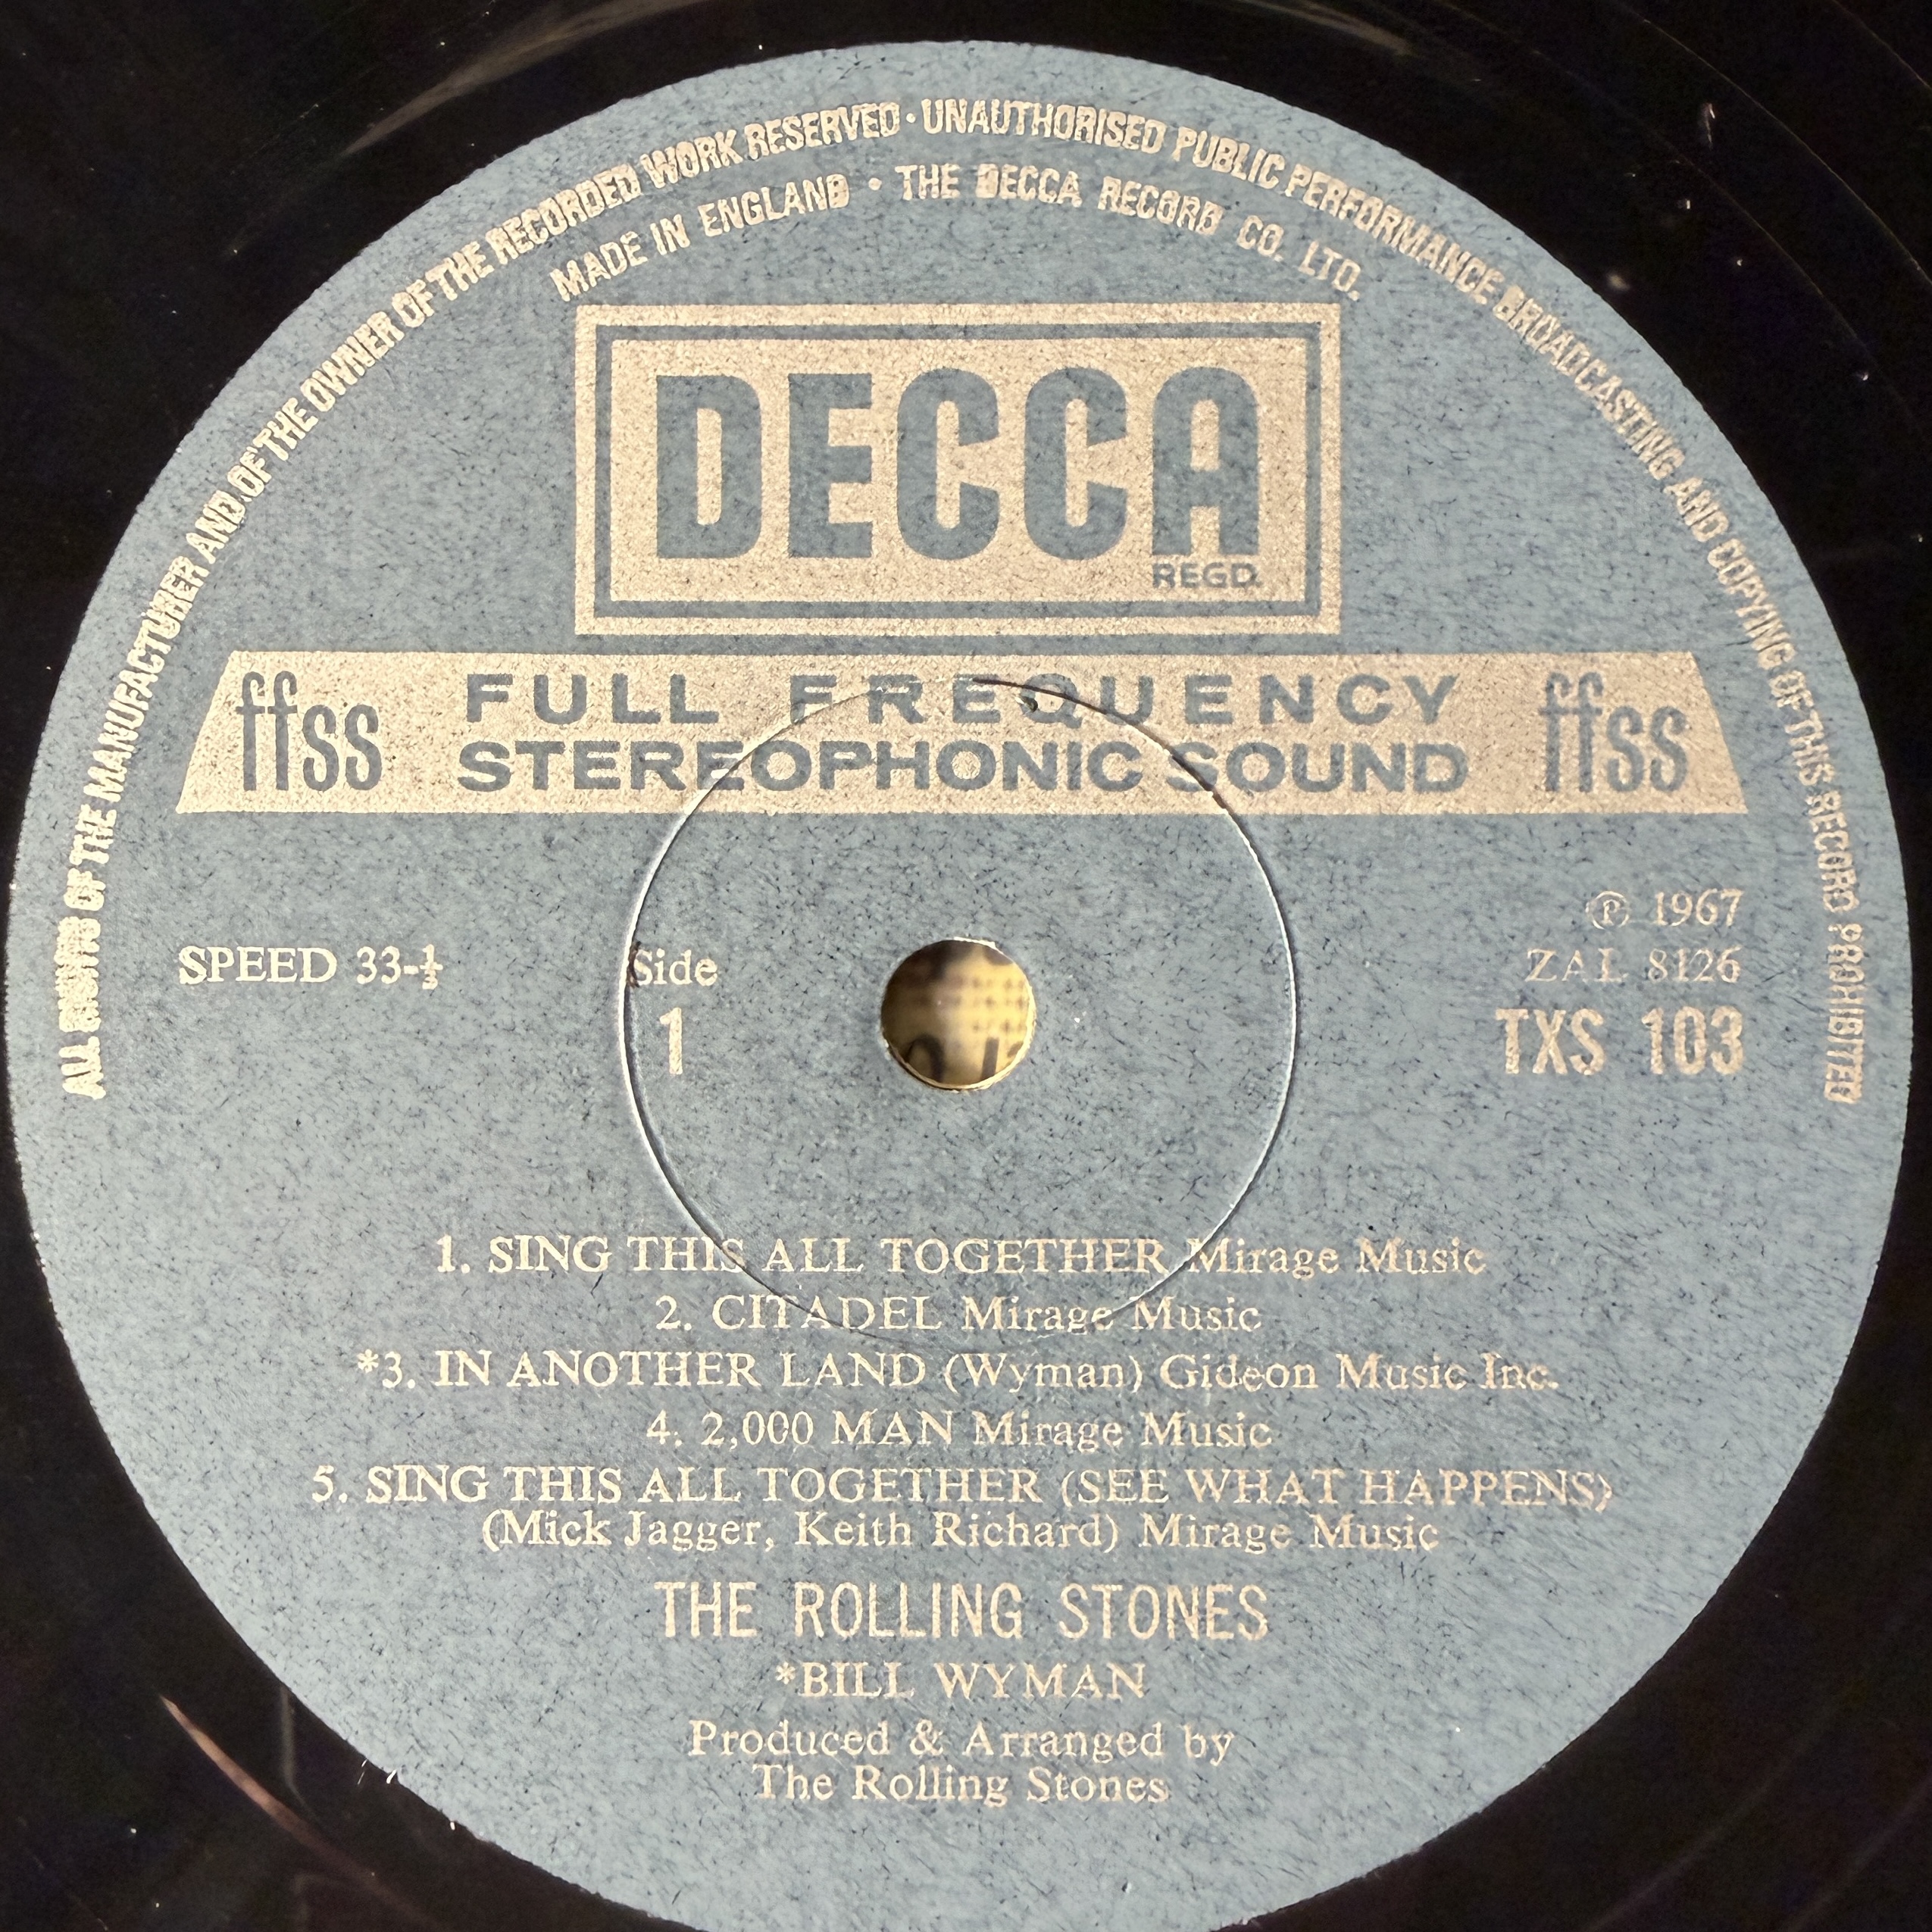 ALL RIGHTS OF THE MANUFACTURER AND OF THE OWNER OF THE RECORDED WORK RESERVED · UNAUTHORISED PUBLIC PERFORMANCE BROADCASTING AND COPYING OF THIS RECORD PROHIBITED
MADE IN ENGLAND · THE DECCA RECORD CO. LTD.
DECCA
REGD.
ffss FULL FREQUENCY ffss
STEREOPHONIC SOUND
℗ 1967
SPEED 33-⅓ Side ZAL 8126
1 TXS 103
1. SING THIS ALL TOGETHER Mirage Music
2. CITADEL Mirage Music
*3. IN ANOTHER LAND (Wyman) Gideon Music Inc.
4. 2,000 MAN Mirage Music
5. SING THIS ALL TOGETHER (SEE WHAT HAPPENS)
(Mick Jagger, Keith Richard) Mirage Music
THE ROLLING STONES
*BILL WYMAN
Produced & Arranged by
The Rolling Stones